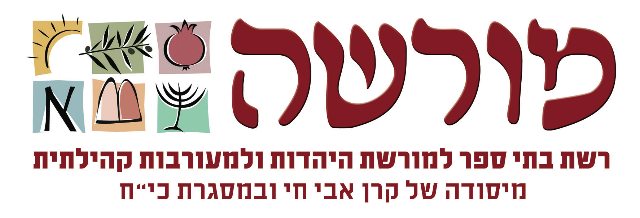 מורשה
א
רשת בתי ספר למורשת היהדות ולמעורבות קהילתית
מיסודה של קרן אבי חי ובמסגרת כי״ח